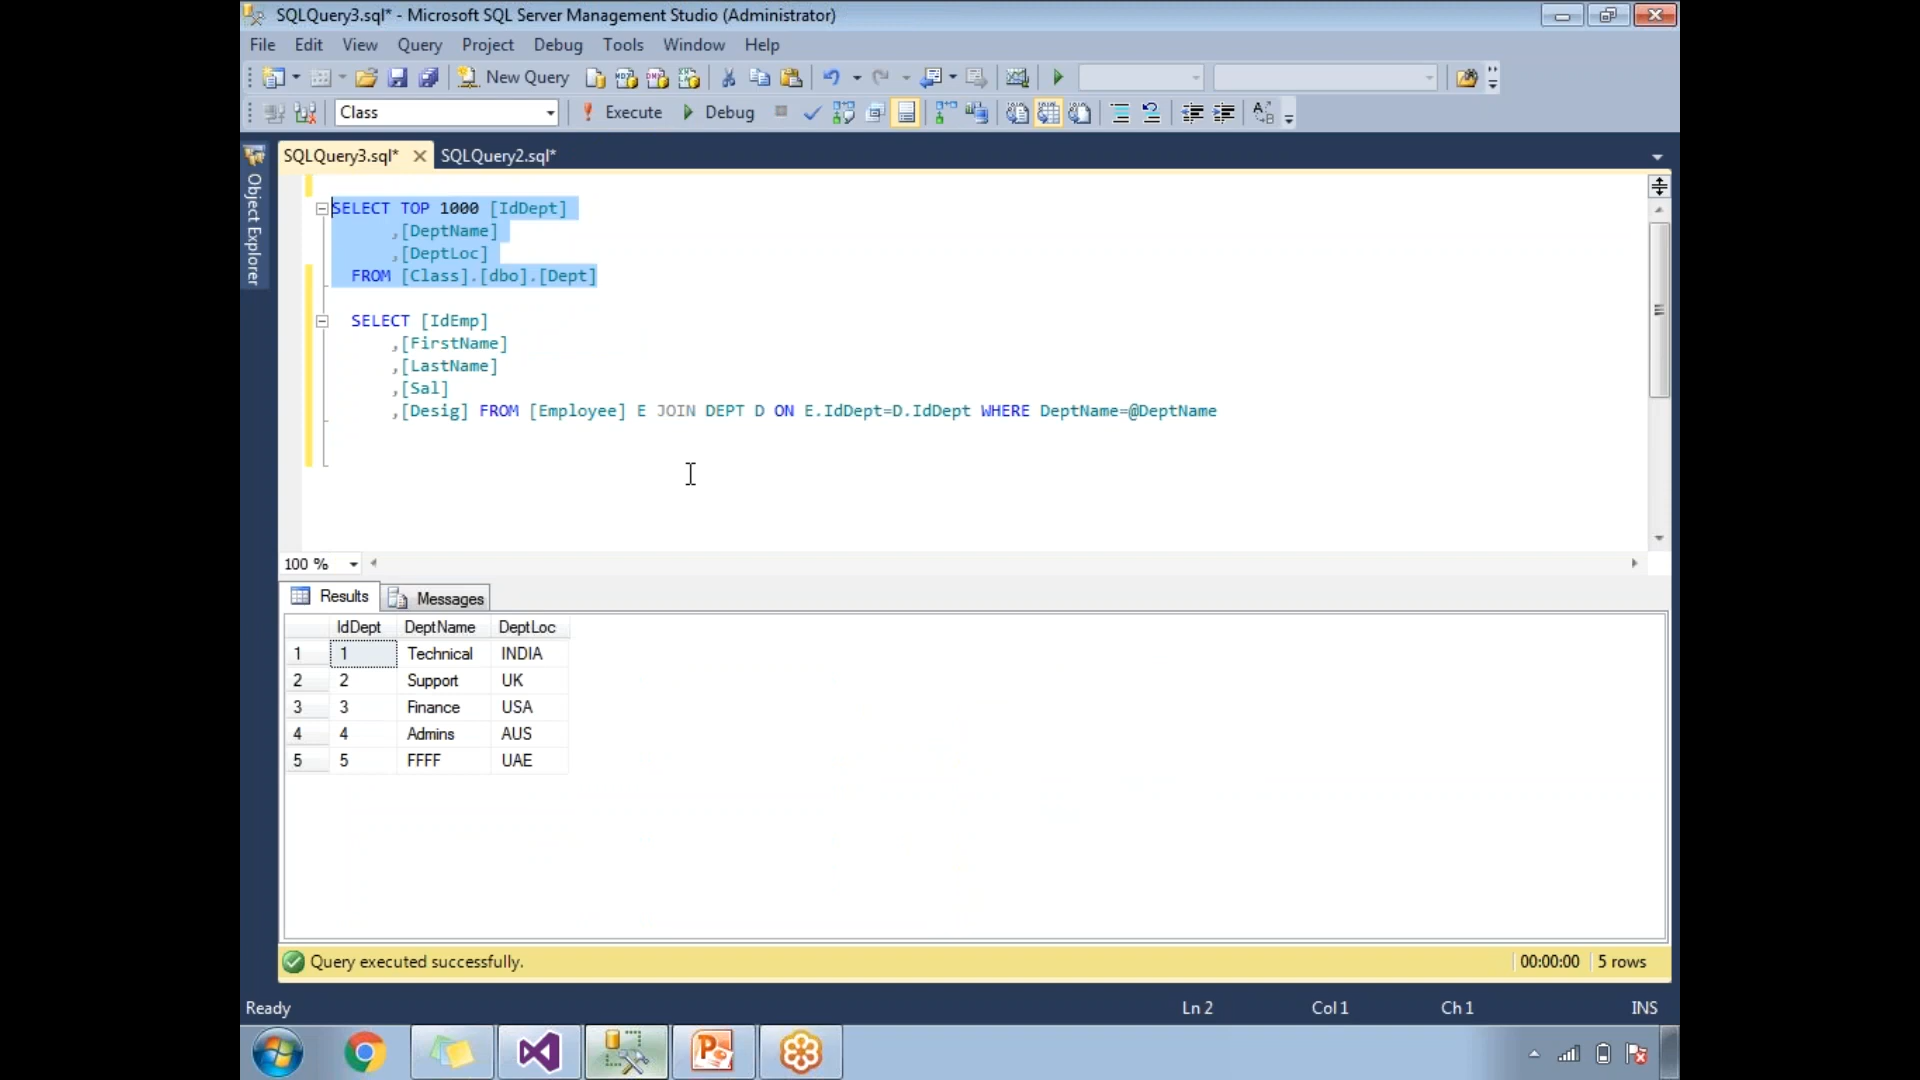 SQLQuery3.sql* - Microsoft SQL Server Management Studio (Administrator)
File Edit View Query Project Debug Tools Window Help
New Query
Class Execute Debug
SQLQuery3.sql* SQLQuery2.sql*
Object Explorer
SELECT TOP 1000 [IdDept]
,[DeptName]
,[DeptLoc]
FROM [Class].[dbo].[Dept]
SELECT [IdEmp]
,[FirstName]
,[LastName]
,[Sal]
,[Desig] FROM [Employee] E JOIN DEPT D ON E.IdDept=D.IdDept WHERE DeptName=@DeptName
100 %
Results Messages
IdDept DeptName DeptLoc
1 1 Technical INDIA
2 2 Support UK
3 3 Finance USA
4 4 Admins AUS
5 5 FFFF UAE
Query executed successfully. 00:00:00 5 rows
Ready Ln 2 Col 1 Ch 1 INS